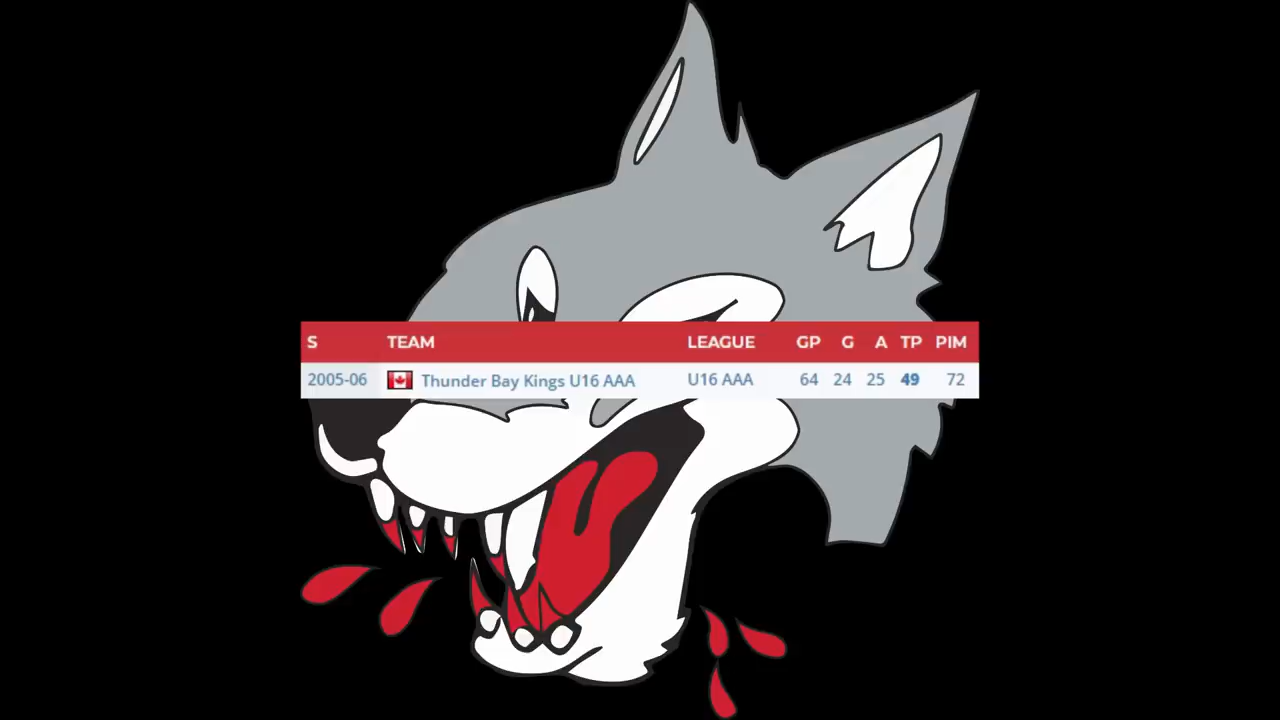 S TEAM LEAGUE GP G A TP PIM
2005-06 Thunder Bay Kings U16 AAA U16 AAA 64 24 25 49 72